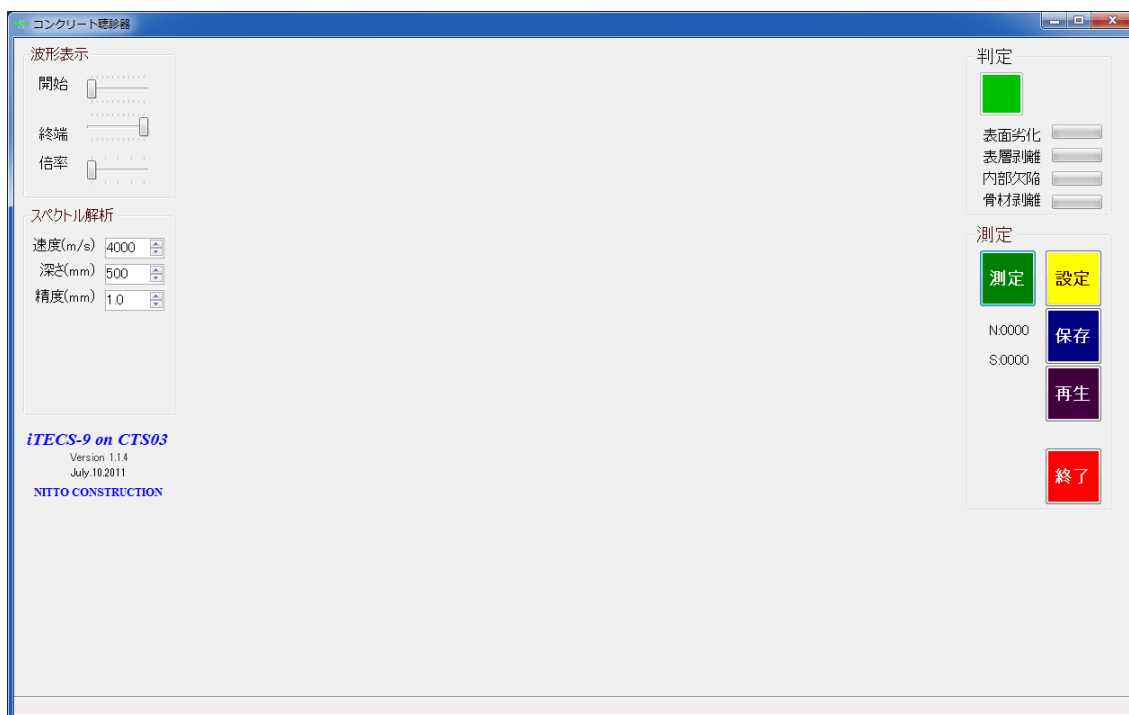 コンクリート聴診器
波形表示
開始
終端
倍率
スペクトル解析
速度(m/s) 4000
深さ(mm) 500
精度(mm) 1.0
iTECS-9 on CTS03
Version 1.1.4
July.10.2011
NITTO CONSTRUCTION
判定
表面劣化
表層剥離
内部欠陥
骨材剥離
測定
測定 設定
N:0000 保存
S:0000
再生
終了